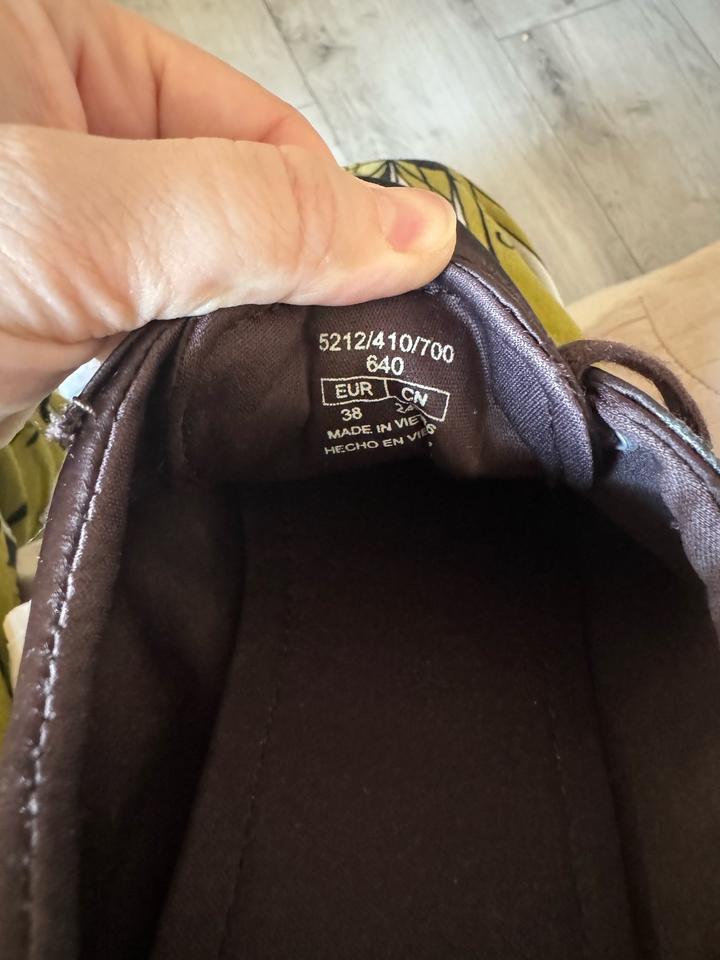 5212/410/700
640
EUR CN
38
MADE IN
HECHO EN